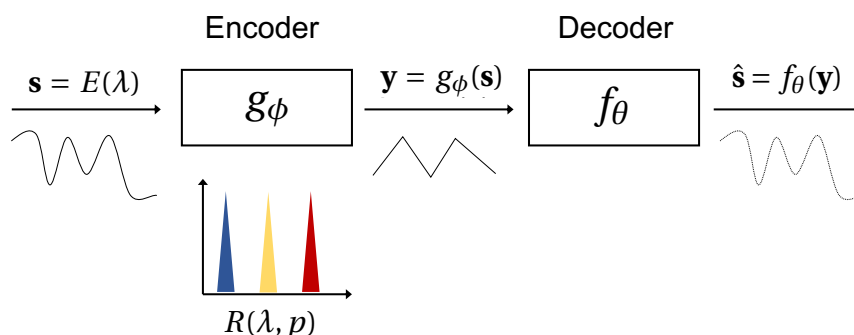 Encoder Decoder
𝐬 = E(λ) 𝐲 = g_ϕ(𝐬) 𝐬̂ = f_θ(𝐲)
g_ϕ f_θ
R(λ, p)